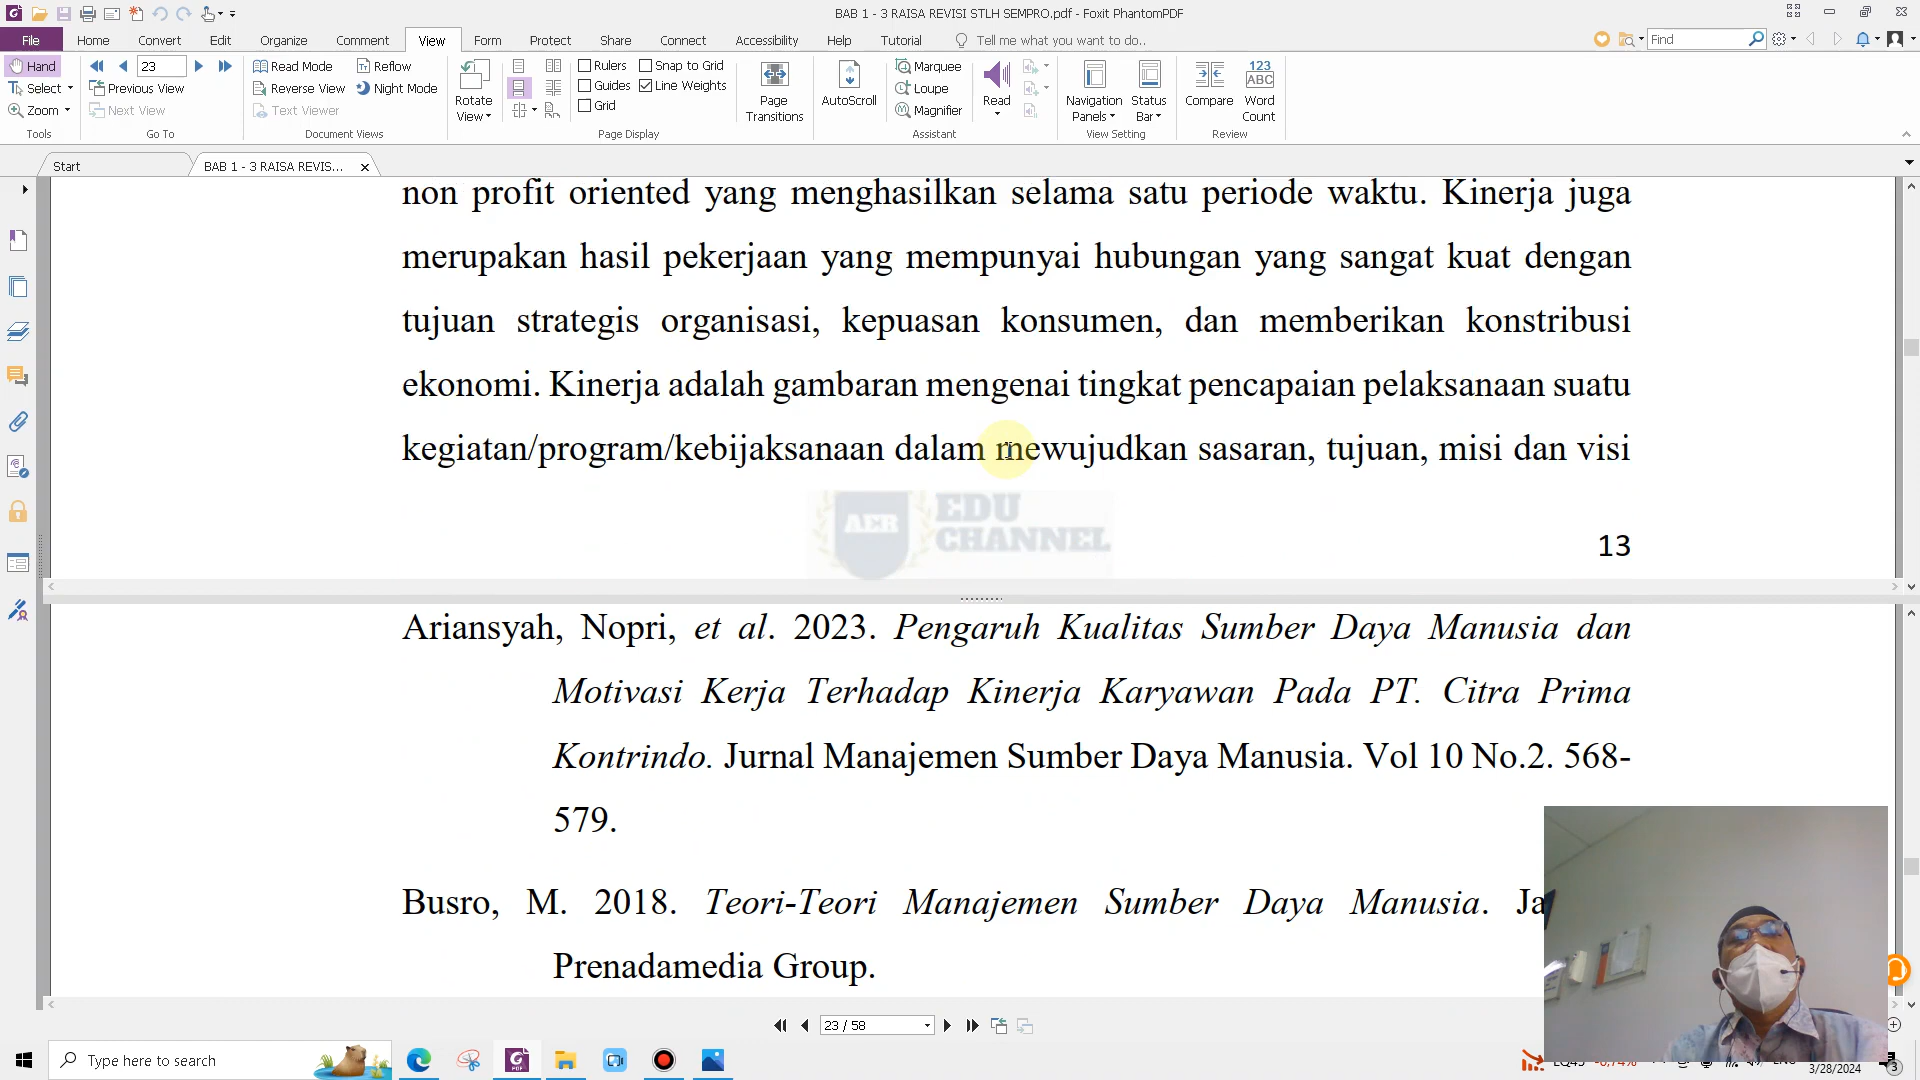 BAB 1 - 3 RAISA REVISI STLH SEMPRO.pdf - Foxit PhantomPDF
File Home Convert Edit Organize Comment View Form Protect Share Connect Accessibility Help Tutorial Tell me what you want to do.. Find
Hand 23 Read Mode Reflow Rulers Snap to Grid Marquee
Select Previous View Reverse View Night Mode Guides Line Weights Loupe
Zoom Next View Text Viewer Grid Magnifier
Rotate View Page Transitions AutoScroll Read Navigation Panels Status Bar Compare Word Count
Tools Go To Document Views Page Display Assistant View Setting Review
Start BAB 1 - 3 RAISA REVIS...
non profit oriented yang menghasilkan selama satu periode waktu. Kinerja juga
merupakan hasil pekerjaan yang mempunyai hubungan yang sangat kuat dengan
tujuan strategis organisasi, kepuasan konsumen, dan memberikan konstribusi
ekonomi. Kinerja adalah gambaran mengenai tingkat pencapaian pelaksanaan suatu
kegiatan/program/kebijaksanaan dalam mewujudkan sasaran, tujuan, misi dan visi
AER EDU
CHANNEL
13
Ariansyah, Nopri, et al. 2023. Pengaruh Kualitas Sumber Daya Manusia dan
Motivasi Kerja Terhadap Kinerja Karyawan Pada PT. Citra Prima
Kontrindo. Jurnal Manajemen Sumber Daya Manusia. Vol 10 No.2. 568-
579.
Busro, M. 2018. Teori-Teori Manajemen Sumber Daya Manusia.
Prenadamedia Group.
23 / 58
Type here to search
3/28/2024